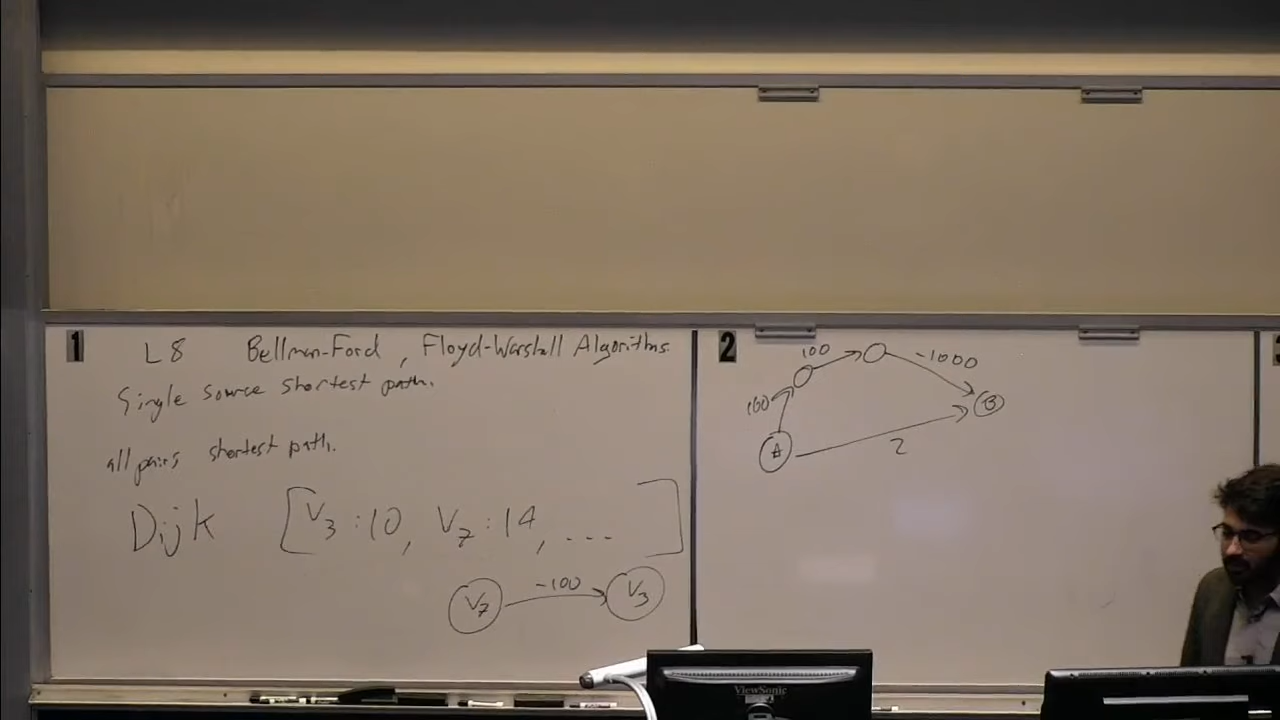 1
L8 Bellman-Ford, Floyd-Warshall Algorithms.
Single source shortest path.
all pairs shortest path.
Dijk [V3:10, V7:14, ... ]
V7 -100 V3
2
100 -1000
100
B
A 2
ViewSonic